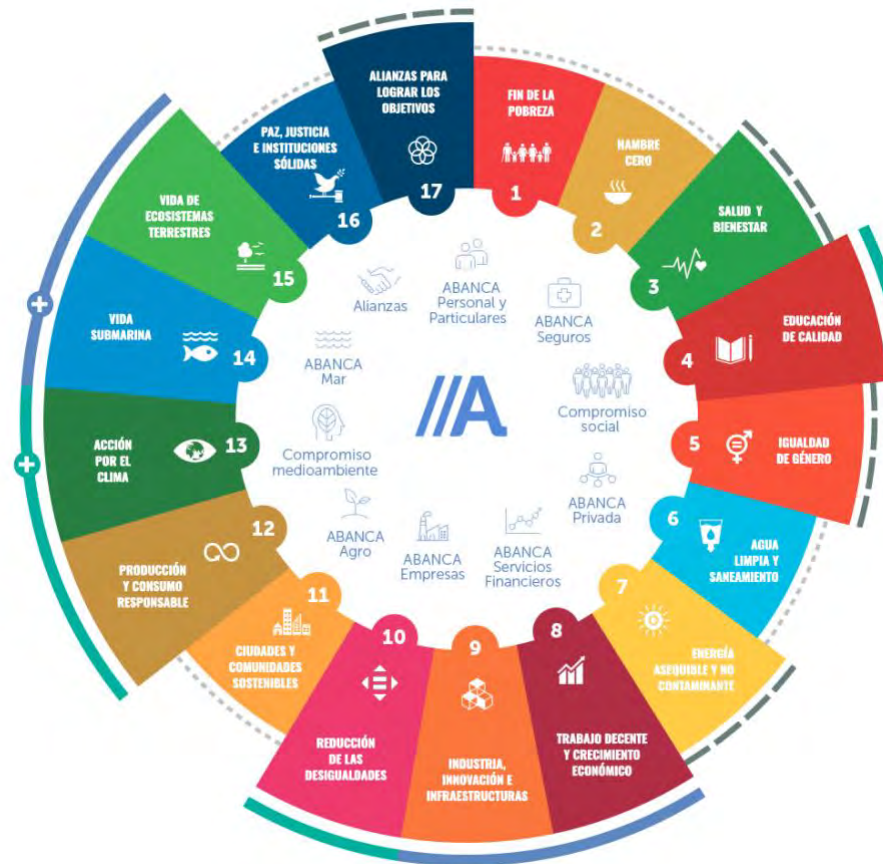 FIN DE LA
POBREZA
1
HAMBRE
CERO
2
SALUD Y
BIENESTAR
3
EDUCACIÓN
DE CALIDAD
4
IGUALDAD
DE GÉNERO
5
AGUA
LIMPIA Y
SANEAMIENTO
6
ENERGÍA
ASEQUIBLE Y NO
CONTAMINANTE
7
TRABAJO DECENTE
Y CRECIMIENTO
ECONÓMICO
8
INDUSTRIA,
INNOVACIÓN E
INFRAESTRUCTURAS
9
REDUCCIÓN
DE LAS
DESIGUALDADES
10
CIUDADES Y
COMUNIDADES
SOSTENIBLES
11
PRODUCCIÓN
Y CONSUMO
RESPONSABLE
12
ACCIÓN
POR EL
CLIMA
13
VIDA
SUBMARINA
14
VIDA DE
ECOSISTEMAS
TERRESTRES
15
PAZ, JUSTICIA
E INSTITUCIONES
SÓLIDAS
16
ALIANZAS PARA
LOGRAR LOS
OBJETIVOS
17
Alianzas
ABANCA
Personal y
Particulares
ABANCA
Seguros
Compromiso
social
ABANCA
Privada
ABANCA
Servicios
Financieros
ABANCA
Empresas
ABANCA
Agro
Compromiso
medioambiente
ABANCA
Mar